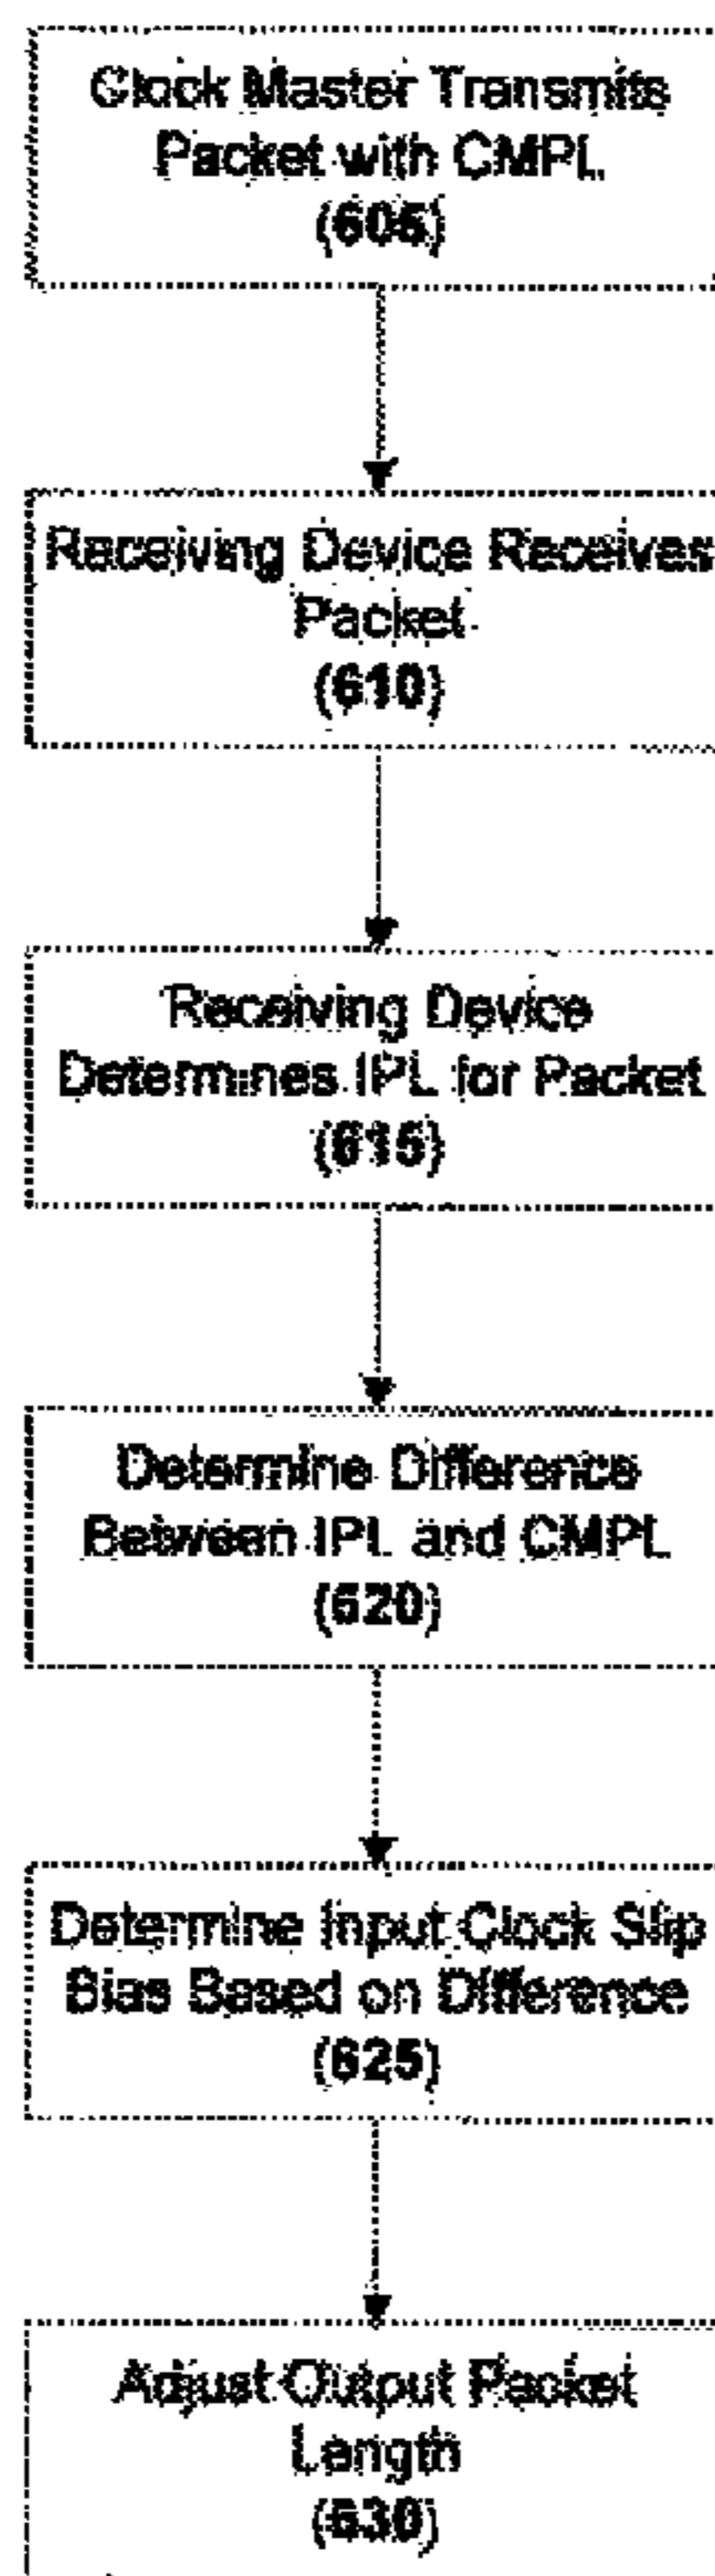 Clock Master Transmits
Packet with CMPL
(605)
Receiving Device Receives
Packet
(610)
Receiving Device
Determines IPL for Packet
(615)
Determine Difference
Between IPL and CMPL
(620)
Determine Input Clock Slip
Bias Based on Difference
(625)
Adjust Output Packet
Length
(630)